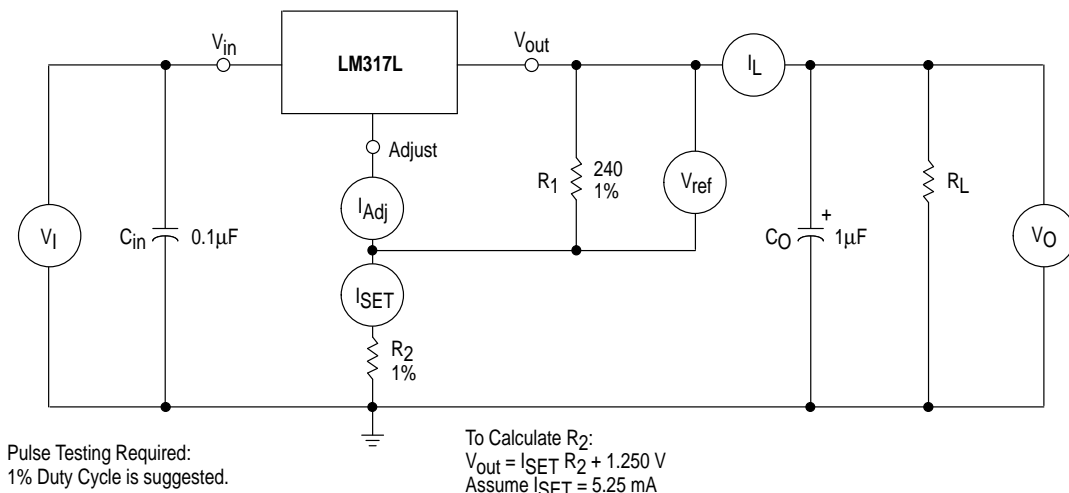 Vin
LM317L
Vout
IL
Adjust
R1
240
1%
Vref
RL
IAdj
VI
Cin
0.1µF
CO
+
1µF
VO
ISET
R2
1%
Pulse Testing Required:
1% Duty Cycle is suggested.
To Calculate R2:
Vout = ISET R2 + 1.250 V
Assume ISET = 5.25 mA